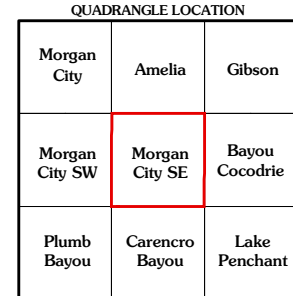 QUADRANGLE LOCATION
Morgan
City
Amelia
Gibson
Morgan
City SW
Morgan
City SE
Bayou
Cocodrie
Plumb
Bayou
Carencro
Bayou
Lake
Penchant